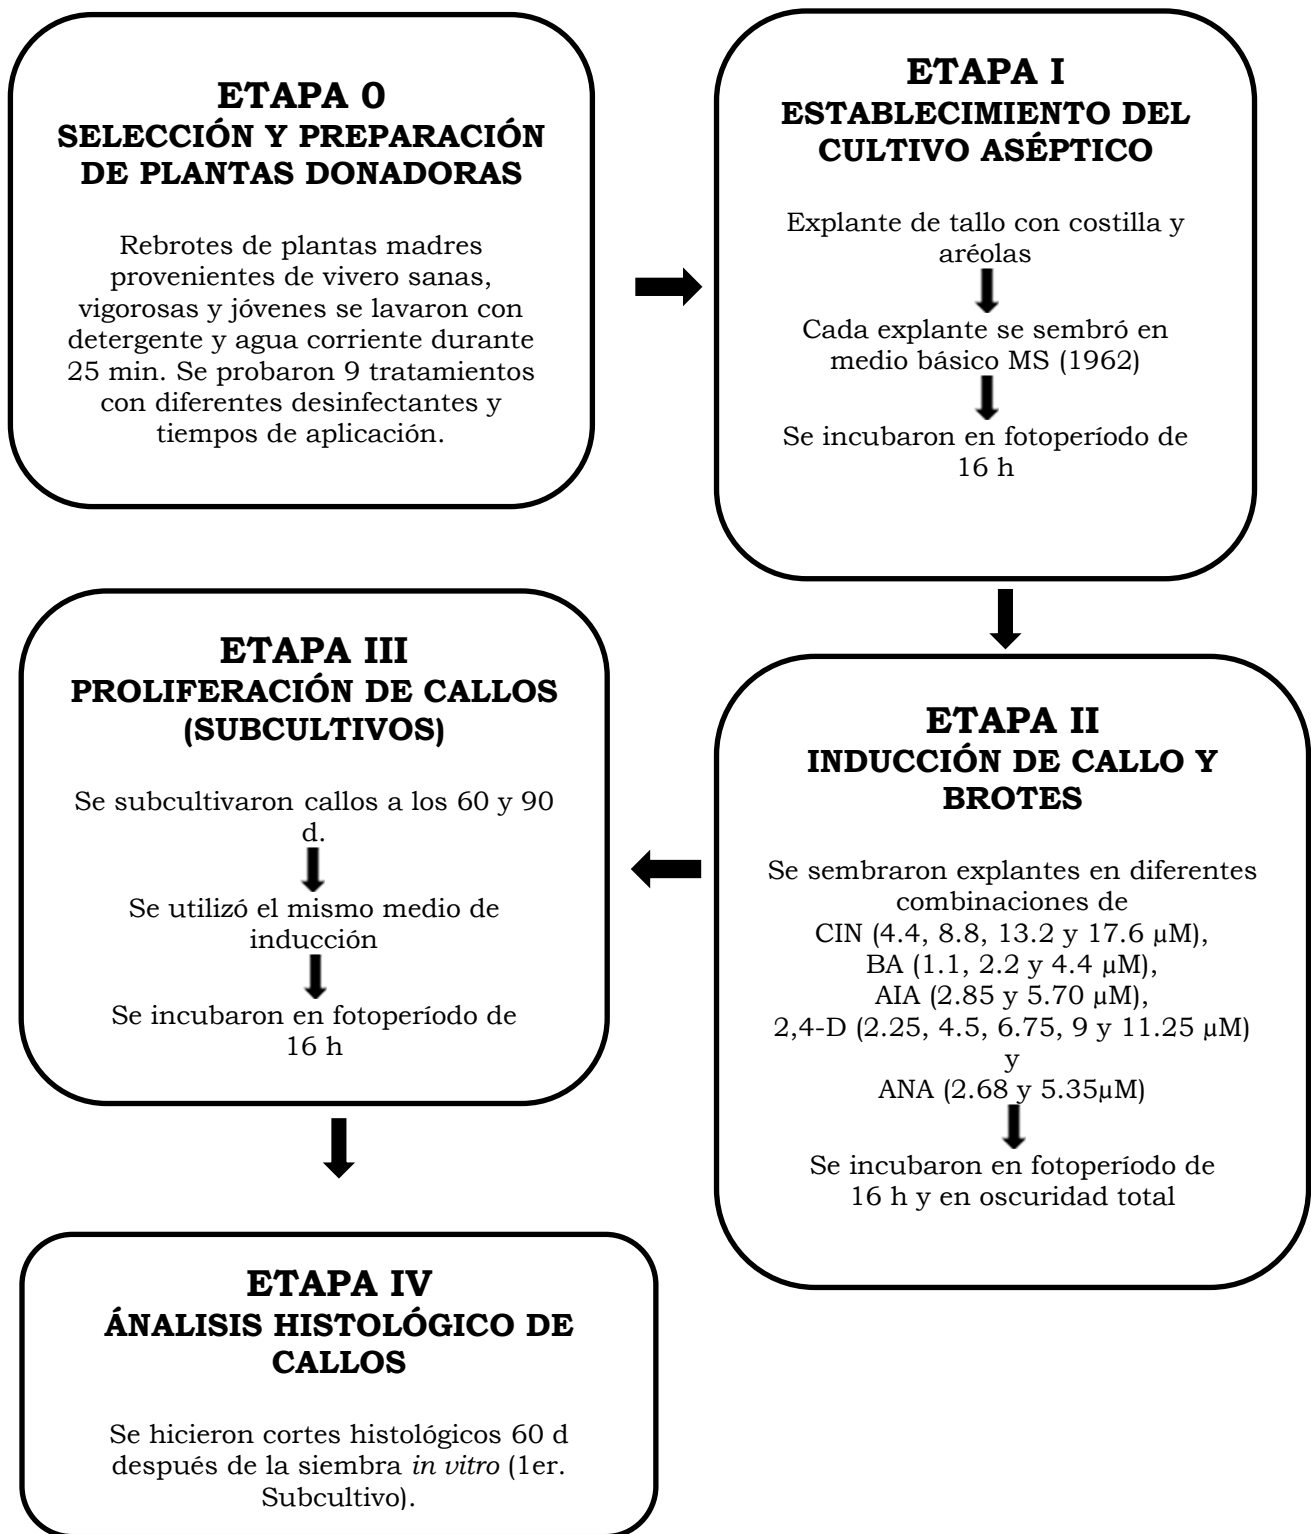 ETAPA 0
SELECCIÓN Y PREPARACIÓN
DE PLANTAS DONADORAS
Rebrotes de plantas madres
provenientes de vivero sanas,
vigorosas y jóvenes se lavaron con
detergente y agua corriente durante
25 min. Se probaron 9 tratamientos
con diferentes desinfectantes y
tiempos de aplicación.
ETAPA I
ESTABLECIMIENTO DEL
CULTIVO ASÉPTICO
Explante de tallo con costilla y
aréolas
Cada explante se sembró en
medio básico MS (1962)
Se incubaron en fotoperíodo de
16 h
ETAPA II
INDUCCIÓN DE CALLO Y
BROTES
Se sembraron explantes en diferentes
combinaciones de
CIN (4.4, 8.8, 13.2 y 17.6 µM),
BA (1.1, 2.2 y 4.4 µM),
AIA (2.85 y 5.70 µM),
2,4-D (2.25, 4.5, 6.75, 9 y 11.25 µM)
y
ANA (2.68 y 5.35µM)
Se incubaron en fotoperíodo de
16 h y en oscuridad total
ETAPA III
PROLIFERACIÓN DE CALLOS
(SUBCULTIVOS)
Se subcultivaron callos a los 60 y 90
d.
Se utilizó el mismo medio de
inducción
Se incubaron en fotoperíodo de
16 h
ETAPA IV
ÁNALISIS HISTOLÓGICO DE
CALLOS
Se hicieron cortes histológicos 60 d
después de la siembra in vitro (1er.
Subcultivo).